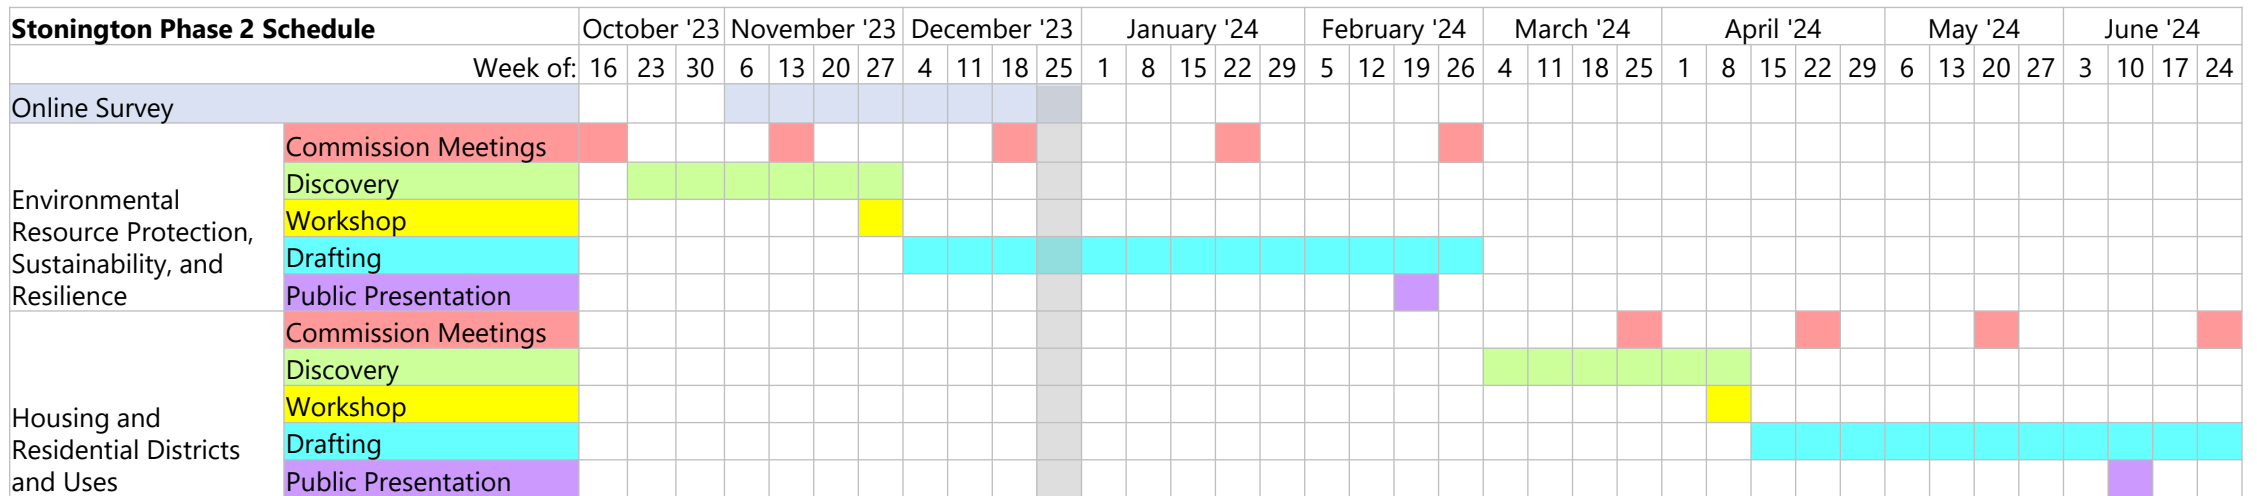 Stonington Phase 2 Schedule October '23 November '23 December '23 January '24 February '24 March '24 April '24 May '24 June '24
Week of: 16 23 30 6 13 20 27 4 11 18 25 1 8 15 22 29 5 12 19 26 4 11 18 25 1 8 15 22 29 6 13 20 27 3 10 17 24
Online Survey
Environmental
Resource Protection,
Sustainability, and
Resilience
Commission Meetings
Discovery
Workshop
Drafting
Public Presentation
Housing and
Residential Districts
and Uses
Commission Meetings
Discovery
Workshop
Drafting
Public Presentation